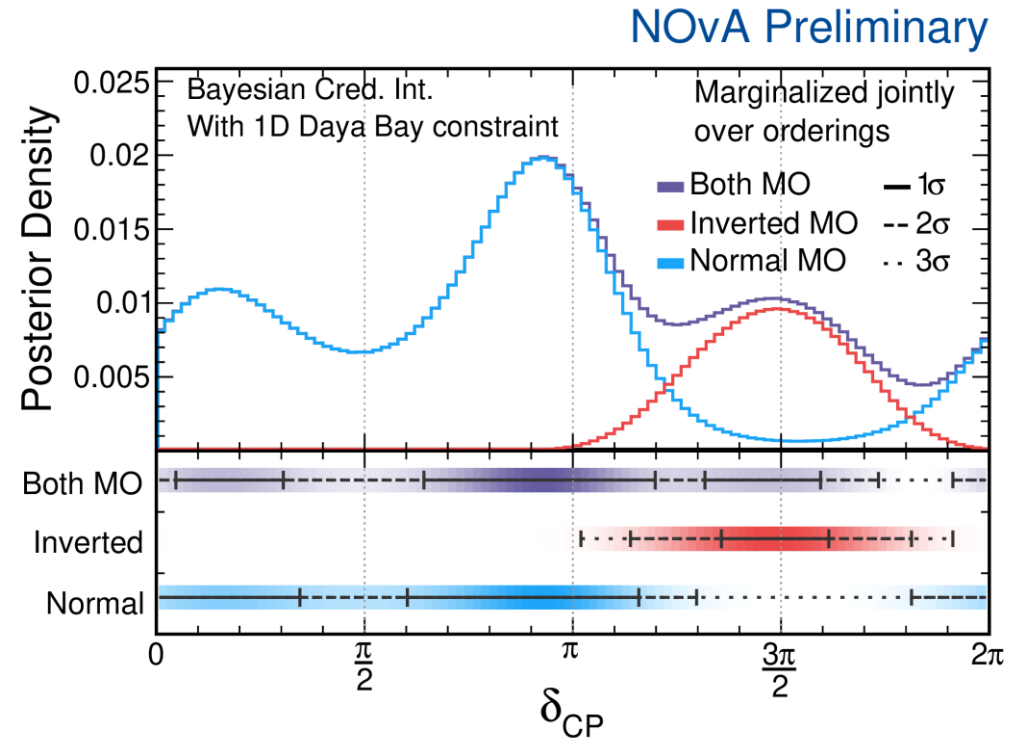 NOvA Preliminary
Posterior Density
0.025
0.02
0.015
0.01
0.005
Bayesian Cred. Int.
With 1D Daya Bay constraint
Marginalized jointly
over orderings
Both MO
1σ
Inverted MO
2σ
Normal MO
3σ
Both MO
Inverted
Normal
0
π/2
π
3π/2
2π
δCP